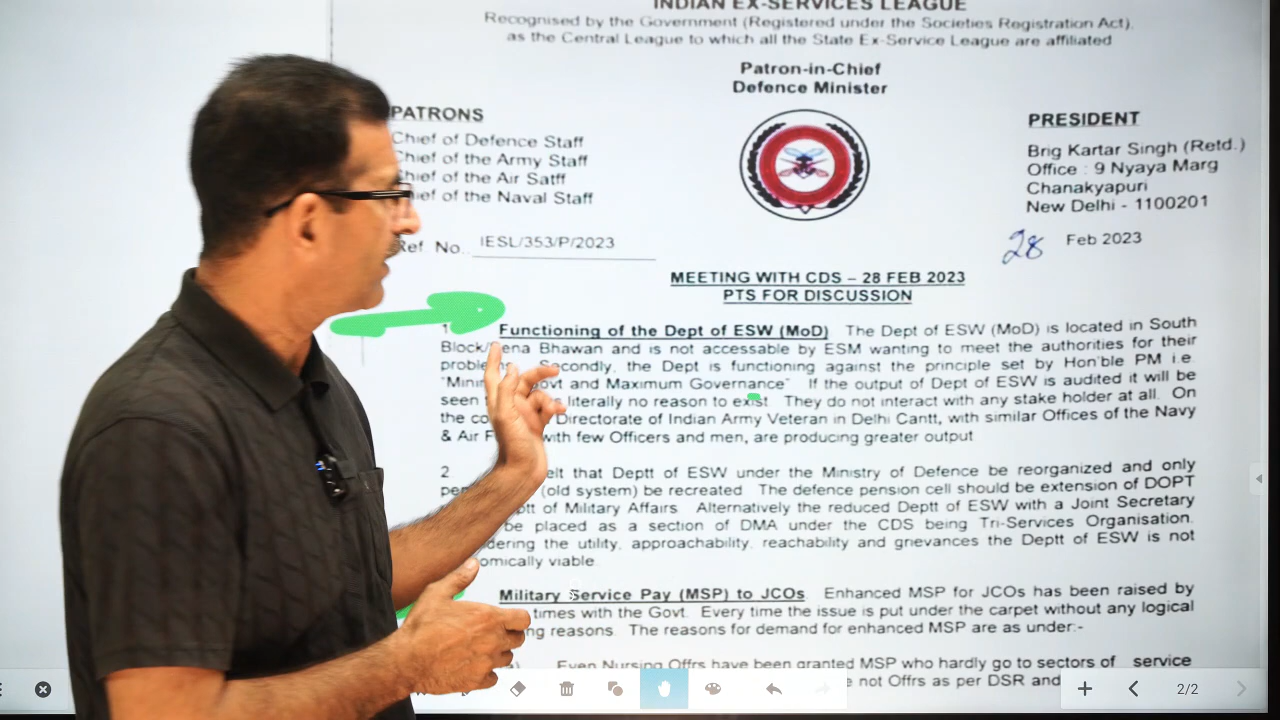 INDIAN EX-SERVICES LEAGUE
Recognised by the Government (Registered under the Societies Registration Act),
as the Central League to which all the State Ex-Service League are affiliated
Patron-in-Chief
Defence Minister
PATRONS
Chief of Defence Staff
Chief of the Army Staff
Chief of the Air Satff
Chief of the Naval Staff
PRESIDENT
Brig Kartar Singh (Retd.)
Office : 9 Nyaya Marg
Chanakyapuri
New Delhi - 1100201
Ref. No.. IESL/353/P/2023
28 Feb 2023
MEETING WITH CDS – 28 FEB 2023
PTS FOR DISCUSSION
1 Functioning of the Dept of ESW (MoD) The Dept of ESW (MoD) is located in South
Block/Sena Bhawan and is not accessable by ESM wanting to meet the authorities for their
Secondly, the Dept is functioning against the principle set by Hon'ble PM i.e.
and Maximum Governance" If the output of Dept of ESW is audited it will be
seen literally no reason to exist. They do not interact with any stake holder at all. On
the Directorate of Indian Army Veteran in Delhi Cantt, with similar Offices of the Navy
& Air with few Officers and men, are producing greater output
2. that Deptt of ESW under the Ministry of Defence be reorganized and only
(old system) be recreated The defence pension cell should be extension of DOPT
of Military Affairs. Alternatively the reduced Deptt of ESW with a Joint Secretary
be placed as a section of DMA under the CDS being Tri-Services Organisation.
the utility, approachability, reachability and grievances the Deptt of ESW is not
viable.
Military Service Pay (MSP) to JCOs Enhanced MSP for JCOs has been raised by
times with the Govt. Every time the issue is put under the carpet without any logical
reasons. The reasons for demand for enhanced MSP are as under:-
Even Nursing Offrs have been granted MSP who hardly go to sectors of service
not Offrs as per DSR and
2/2